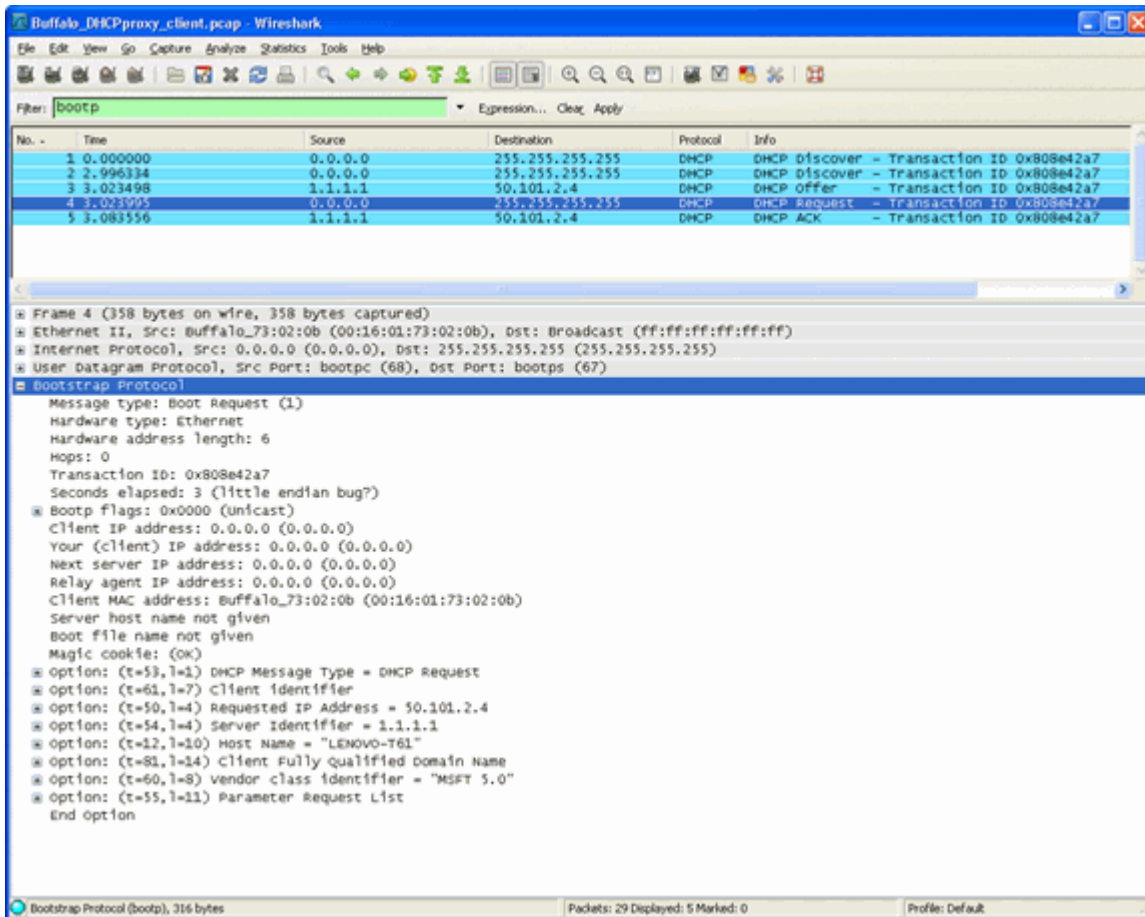 Buffalo_DHCPproxy_client.pcap - Wireshark
File Edit View Go Capture Analyze Statistics Tools Help
Filter: bootp Expression... Clear Apply
No. - Time Source Destination Protocol Info
1 0.000000 0.0.0.0 255.255.255.255 DHCP DHCP Discover - Transaction ID 0x808e42a7
2 2.996334 0.0.0.0 255.255.255.255 DHCP DHCP Discover - Transaction ID 0x808e42a7
3 3.023498 1.1.1.1 50.101.2.4 DHCP DHCP Offer - Transaction ID 0x808e42a7
4 3.023995 0.0.0.0 255.255.255.255 DHCP DHCP Request - Transaction ID 0x808e42a7
5 3.083556 1.1.1.1 50.101.2.4 DHCP DHCP ACK - Transaction ID 0x808e42a7
Frame 4 (358 bytes on wire, 358 bytes captured)
Ethernet II, Src: Buffalo_73:02:0b (00:16:01:73:02:0b), Dst: Broadcast (ff:ff:ff:ff:ff:ff)
Internet Protocol, Src: 0.0.0.0 (0.0.0.0), Dst: 255.255.255.255 (255.255.255.255)
User Datagram Protocol, Src Port: bootpc (68), Dst Port: bootps (67)
Bootstrap Protocol
Message type: Boot Request (1)
Hardware type: Ethernet
Hardware address length: 6
Hops: 0
Transaction ID: 0x808e42a7
Seconds elapsed: 3 (little endian bug?)
Bootp flags: 0x0000 (Unicast)
Client IP address: 0.0.0.0 (0.0.0.0)
Your (client) IP address: 0.0.0.0 (0.0.0.0)
Next server IP address: 0.0.0.0 (0.0.0.0)
Relay agent IP address: 0.0.0.0 (0.0.0.0)
Client MAC address: Buffalo_73:02:0b (00:16:01:73:02:0b)
Server host name not given
Boot file name not given
Magic cookie: (OK)
Option: (t=53,l=1) DHCP Message Type = DHCP Request
Option: (t=61,l=7) Client identifier
Option: (t=50,l=4) Requested IP Address = 50.101.2.4
Option: (t=54,l=4) Server Identifier = 1.1.1.1
Option: (t=12,l=10) Host Name = "LENOVO-T61"
Option: (t=81,l=14) Client Fully Qualified Domain Name
Option: (t=60,l=8) Vendor class identifier = "MSFT 5.0"
Option: (t=55,l=11) Parameter Request List
End Option
Bootstrap Protocol (bootp), 316 bytes Packets: 29 Displayed: 5 Marked: 0 Profile: Default